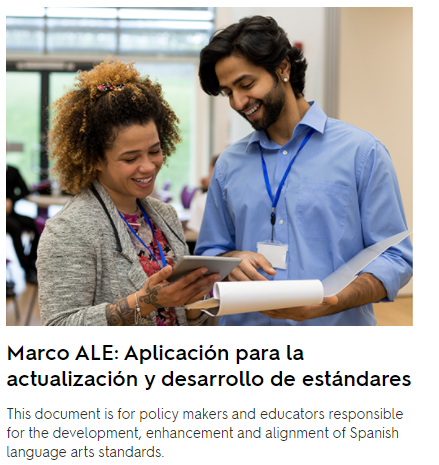 Marco ALE: Aplicación para la
actualización y desarrollo de estándares
This document is for policy makers and educators responsible
for the development, enhancement and alignment of Spanish
language arts standards.